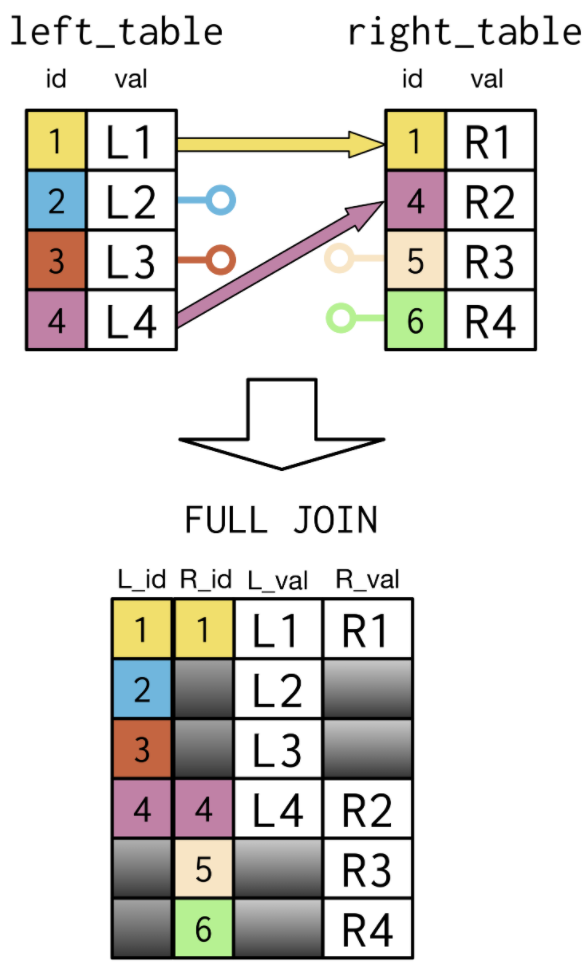 left_table right_table
id val id val
1 L1 1 R1
2 L2 4 R2
3 L3 5 R3
4 L4 6 R4
FULL JOIN
L_id R_id L_val R_val
1 1 L1 R1
2 L2
3 L3
4 4 L4 R2
5 R3
6 R4